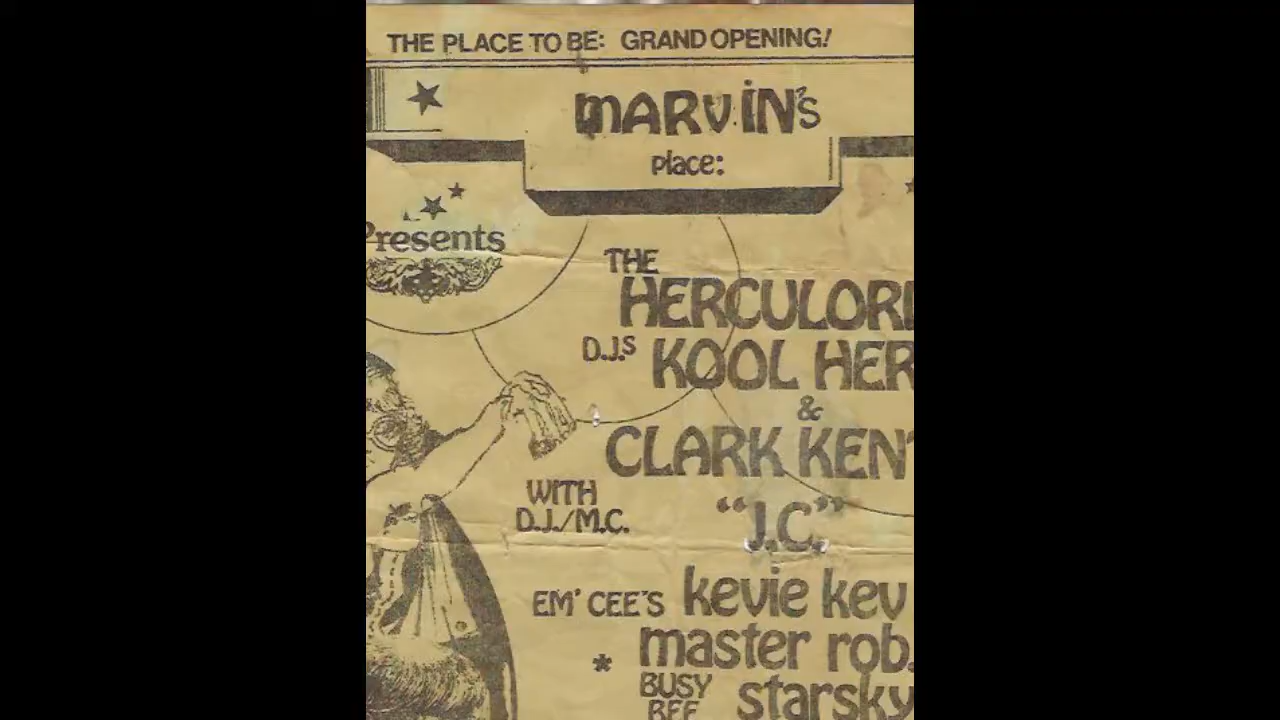 THE PLACE TO BE: GRAND OPENING!
MARVIN'S
place:
Presents
THE
HERCULORD
D.J.S KOOL HER
&
CLARK KENT
WITH
D.J./M.C. "J.C."
EM' CEE'S kevie kev
* master rob.
BUSY BEE starsky